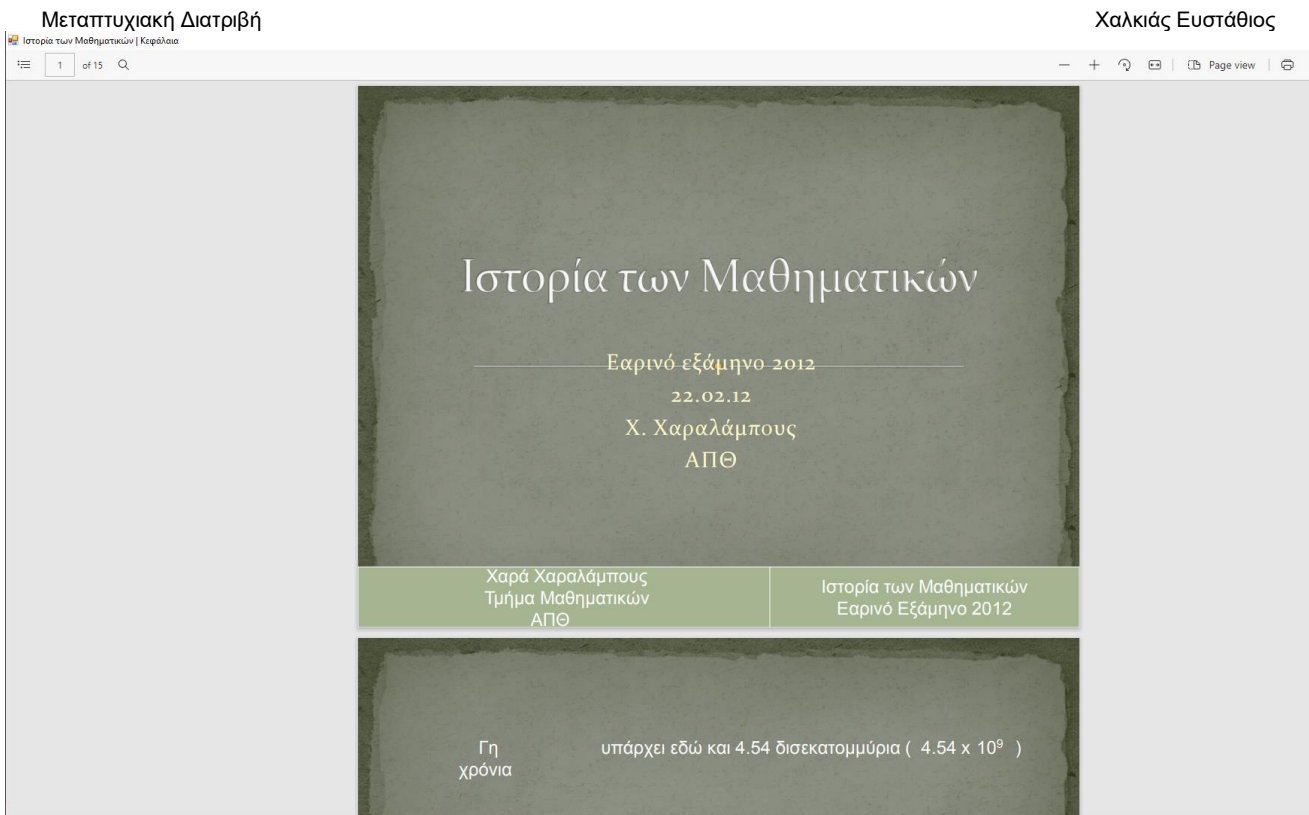 Μεταπτυχιακή Διατριβή Χαλκιάς Ευστάθιος
Ιστορία των Μαθηματικών | Κεφάλαια
1 of 15 Page view
Ιστορία των Μαθηματικών
Εαρινό εξάμηνο 2012
22.02.12
Χ. Χαραλάμπους
ΑΠΘ
Χαρά Χαραλάμπους
Τμήμα Μαθηματικών
ΑΠΘ
Ιστορία των Μαθηματικών
Εαρινό Εξάμηνο 2012
Γη υπάρχει εδώ και 4.54 δισεκατομμύρια ( 4.54 x 10⁹ )
χρόνια